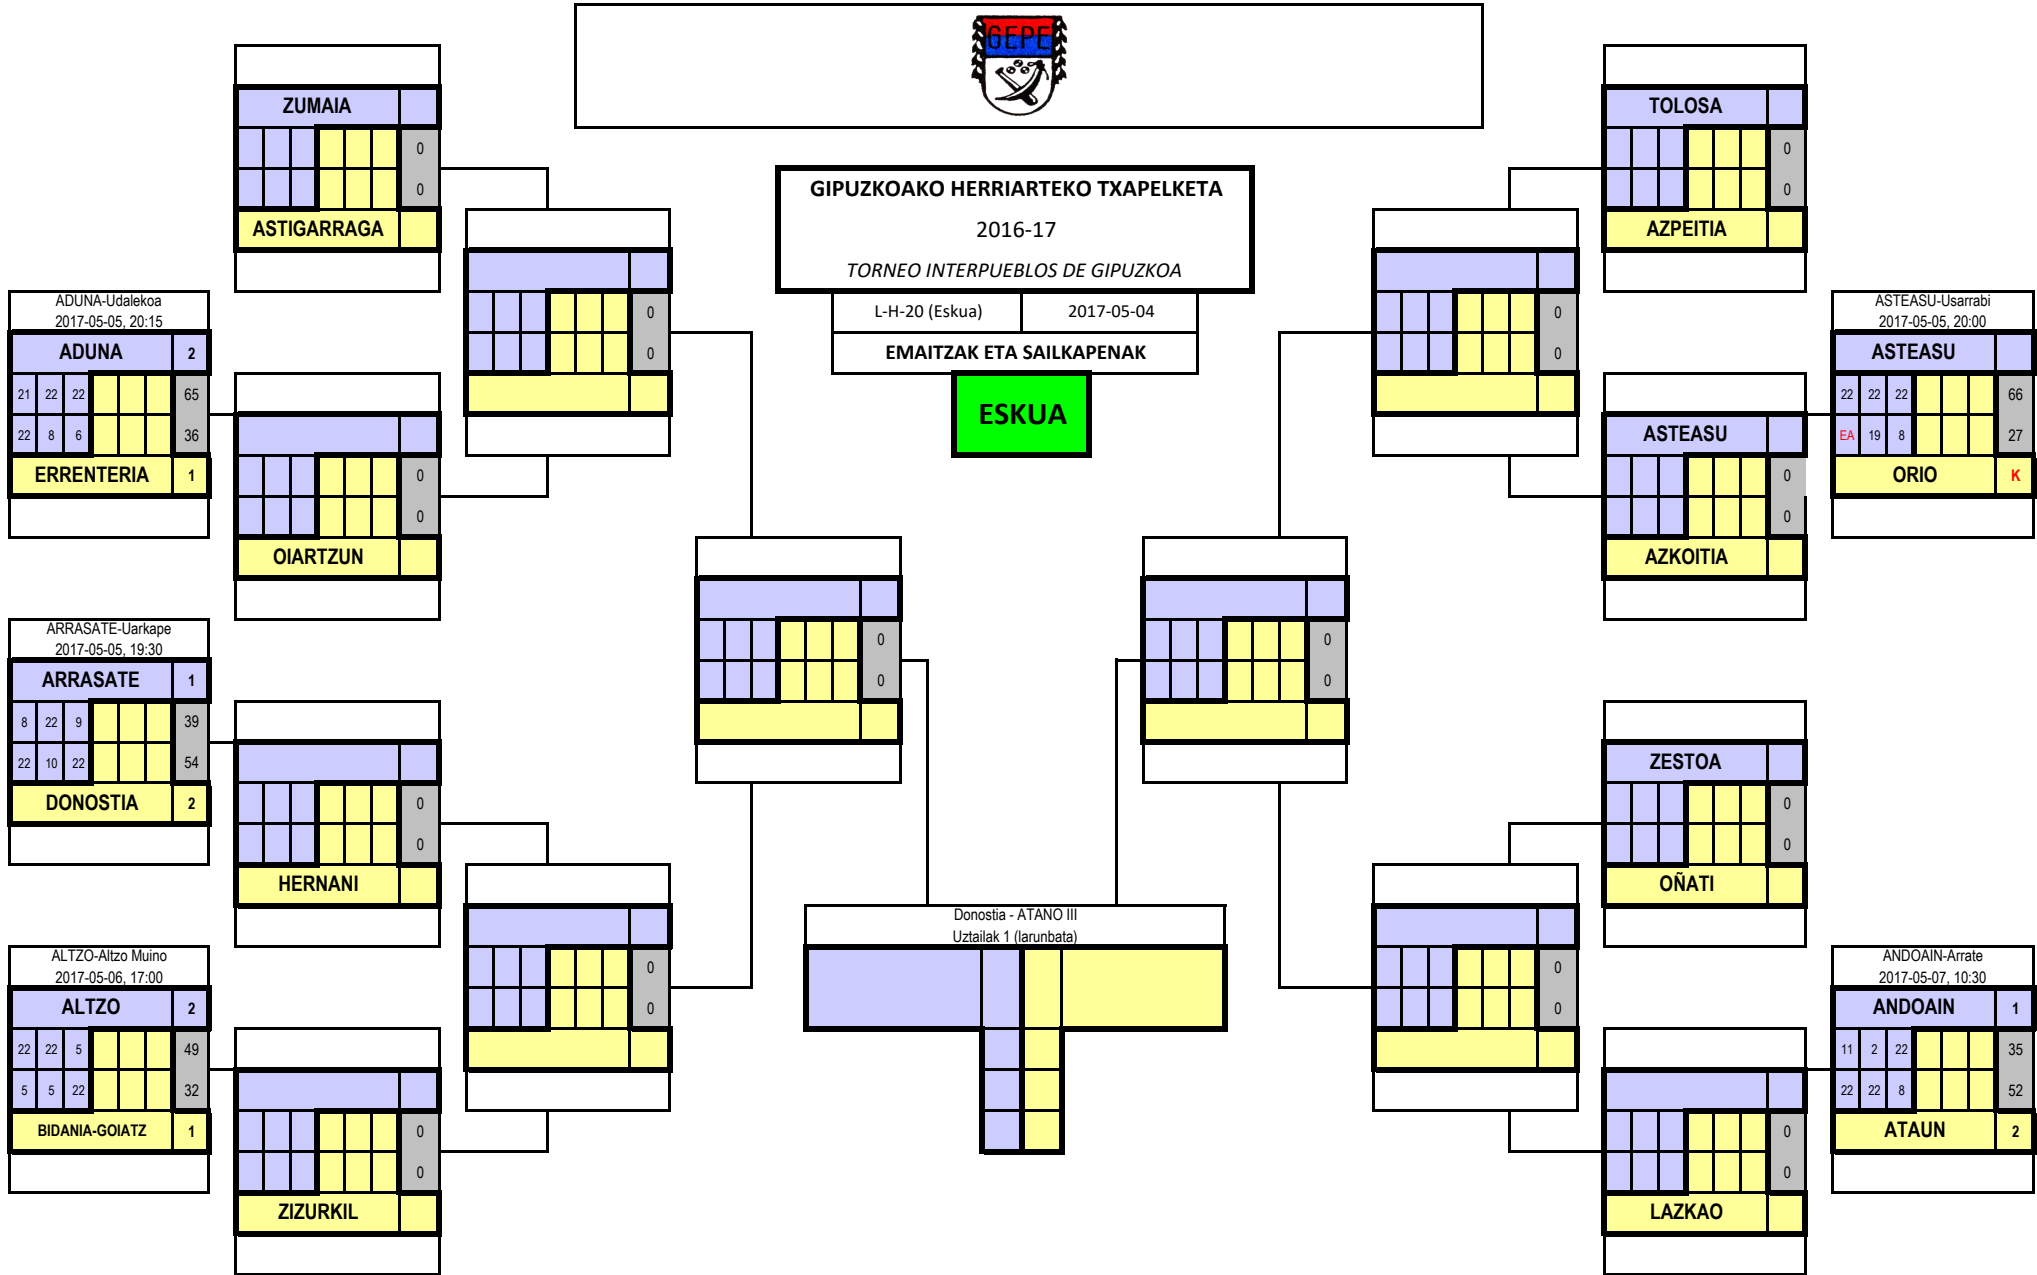 GEPE
GIPUZKOAKO HERRIARTEKO TXAPELKETA
2016-17
TORNEO INTERPUEBLOS DE GIPUZKOA
L-H-20 (Eskua) 2017-05-04
EMAITZAK ETA SAILKAPENAK
ESKUA
ADUNA-Udalekoa
2017-05-05, 20:15
ADUNA 2
21 22 22 65
22 8 6 36
ERRENTERIA 1
ARRASATE-Uarkape
2017-05-05, 19:30
ARRASATE 1
8 22 9 39
22 10 22 54
DONOSTIA 2
ALTZO-Altzo Muino
2017-05-06, 17:00
ALTZO 2
22 22 5 49
5 5 22 32
BIDANIA-GOIATZ 1
ZUMAIA
0
0
ASTIGARRAGA
0
0
OIARTZUN
0
0
HERNANI
0
0
ZIZURKIL
0
0
0
0
0
0
Donostia - ATANO III
Uztailak 1 (larunbata)
0
0
0
0
0
0
TOLOSA
0
0
AZPEITIA
ASTEASU
0
0
AZKOITIA
ZESTOA
0
0
OÑATI
0
0
LAZKAO
ASTEASU-Usarrabi
2017-05-05, 20:00
ASTEASU
22 22 22 66
EA 19 8 27
ORIO K
ANDOAIN-Arrate
2017-05-07, 10:30
ANDOAIN 1
11 2 22 35
22 22 8 52
ATAUN 2